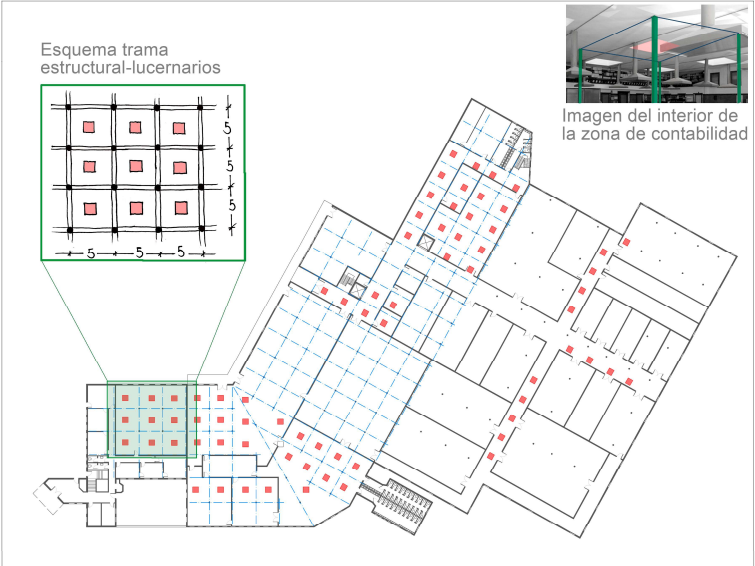 Esquema trama
estructural-lucernarios
5
5
5
5
5
5
Imagen del interior de
la zona de contabilidad